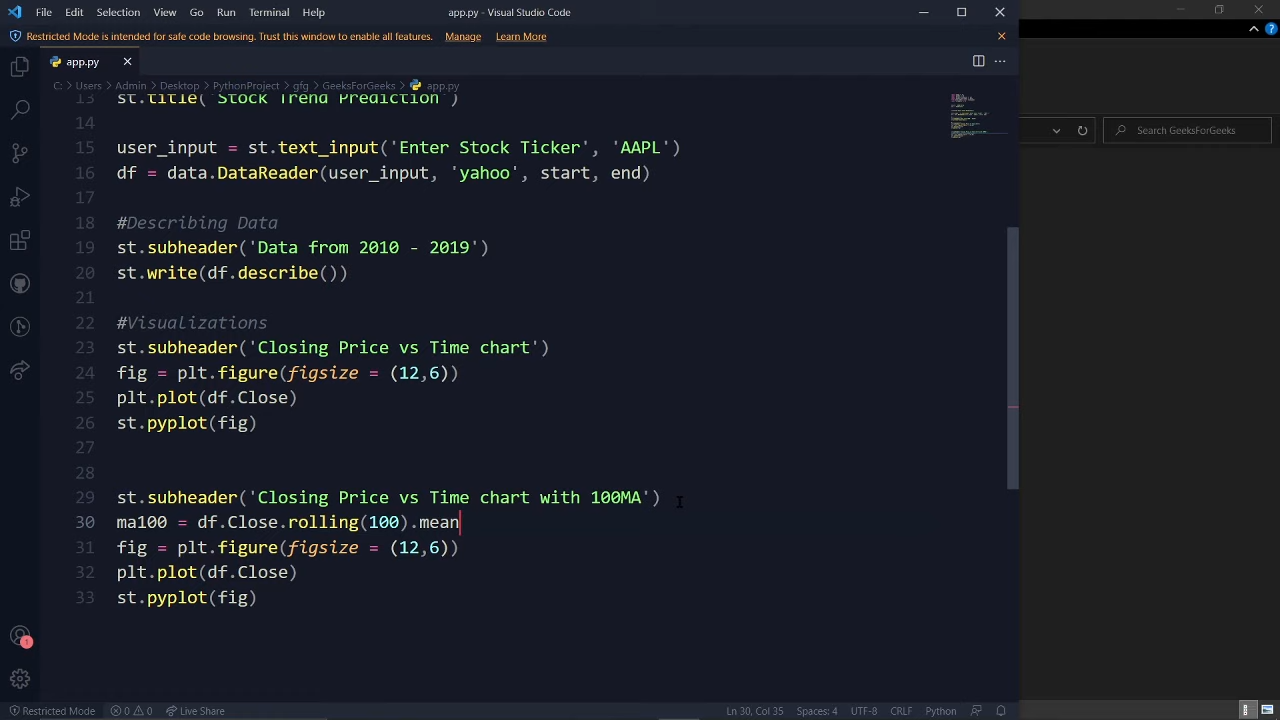 File Edit Selection View Go Run Terminal Help app.py - Visual Studio Code
Restricted Mode is intended for safe code browsing. Trust this window to enable all features. Manage Learn More
app.py
C: > Users > Admin > Desktop > PythonProject > gfg > GeeksForGeeks > app.py
13 st.title('Stock Trend Prediction')
14
15 user_input = st.text_input('Enter Stock Ticker', 'AAPL')
16 df = data.DataReader(user_input, 'yahoo', start, end)
17
18 #Describing Data
19 st.subheader('Data from 2010 - 2019')
20 st.write(df.describe())
21
22 #Visualizations
23 st.subheader('Closing Price vs Time chart')
24 fig = plt.figure(figsize = (12,6))
25 plt.plot(df.Close)
26 st.pyplot(fig)
27
28
29 st.subheader('Closing Price vs Time chart with 100MA')
30 ma100 = df.Close.rolling(100).mean
31 fig = plt.figure(figsize = (12,6))
32 plt.plot(df.Close)
33 st.pyplot(fig)
Search GeeksForGeeks
1
Restricted Mode 0 0 Live Share Ln 30, Col 35 Spaces: 4 UTF-8 CRLF Python